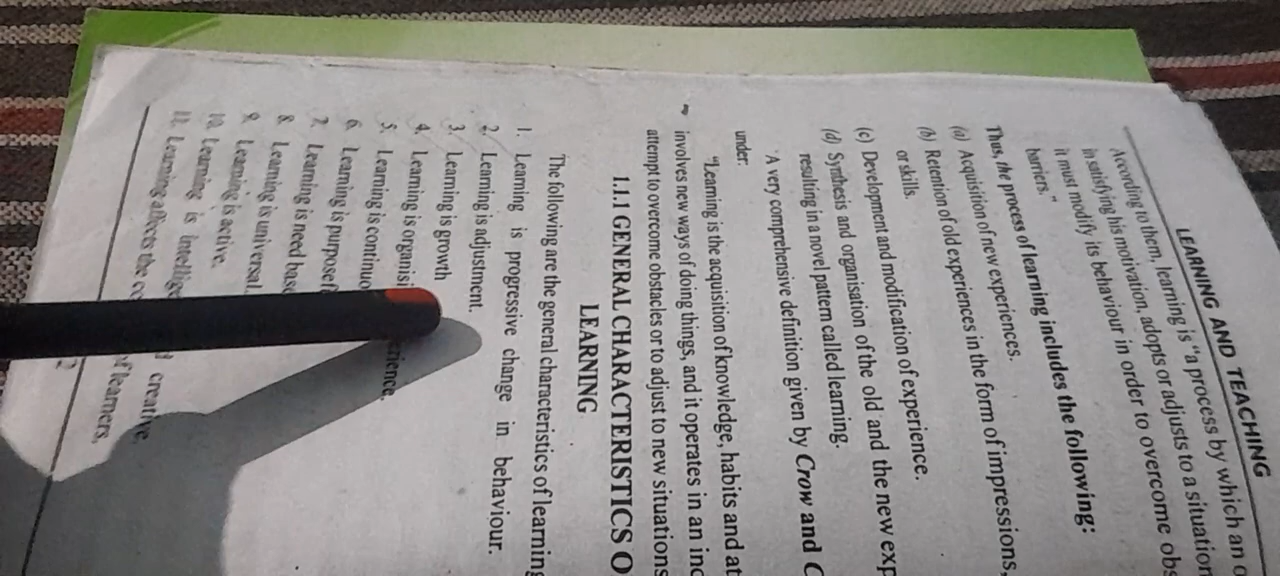 LEARNING AND TEACHING
According to them, learning is "a process by which an
in satisfying his motivation, adopts or adjusts to a situation
it must modify its behaviour in order to overcome obs
barriers."
Thus, the process of learning includes the following:
(a) Acquisition of new experiences.
(b) Retention of old experiences in the form of impressions,
or skills.
(c) Development and modification of experience.
(d) Synthesis and organisation of the old and the new exp
resulting in a novel pattern called learning.
A very comprehensive definition given by Crow and C
under:
"Learning is the acquisition of knowledge, habits and at
involves new ways of doing things, and it operates in an inc
attempt to overcome obstacles or to adjust to new situations
1.1.1 GENERAL CHARACTERISTICS O
LEARNING
The following are the general characteristics of learning
1. Learning is progressive change in behaviour.
2. Learning is adjustment.
3. Learning is growth
4. Learning is organisi
5. Learning is continuo
6. Learning is purposef
7. Learning is need base
8. Learning is universal.
9. Learning is active.
10. Learning is intellige creative,
11. Learning affects the co of learners,
2